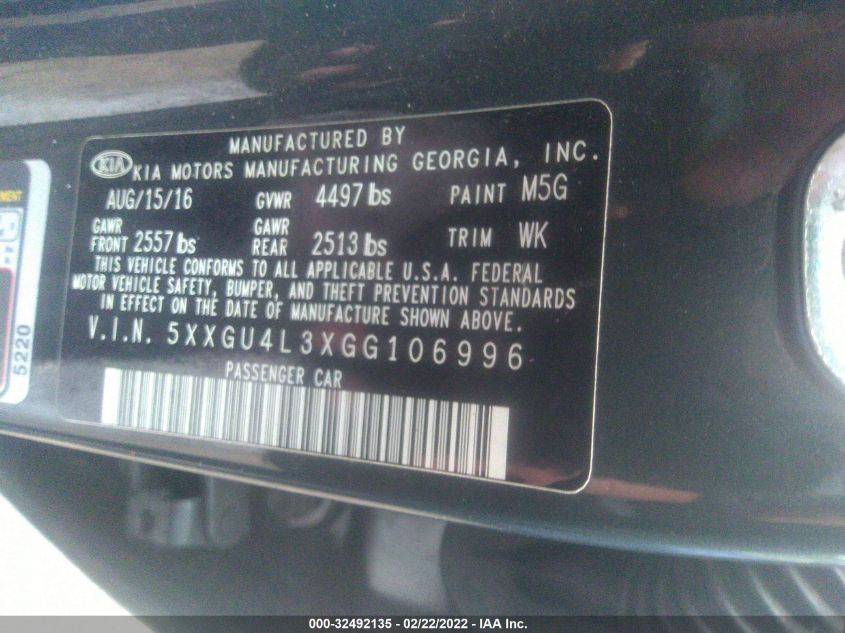 MANUFACTURED BY
KIA KIA MOTORS MANUFACTURING GEORGIA, INC.
AUG/15/16 GVWR 4497 lbs PAINT M5G
GAWR FRONT 2557 lbs GAWR REAR 2513 lbs TRIM WK
THIS VEHICLE CONFORMS TO ALL APPLICABLE U.S.A. FEDERAL
MOTOR VEHICLE SAFETY, BUMPER, AND THEFT PREVENTION STANDARDS
IN EFFECT ON THE DATE OF MANUFACTURE SHOWN ABOVE.
V.I.N. 5XXGU4L3XGG106996
PASSENGER CAR
5220
000-32492135 - 02/22/2022 - IAA Inc.